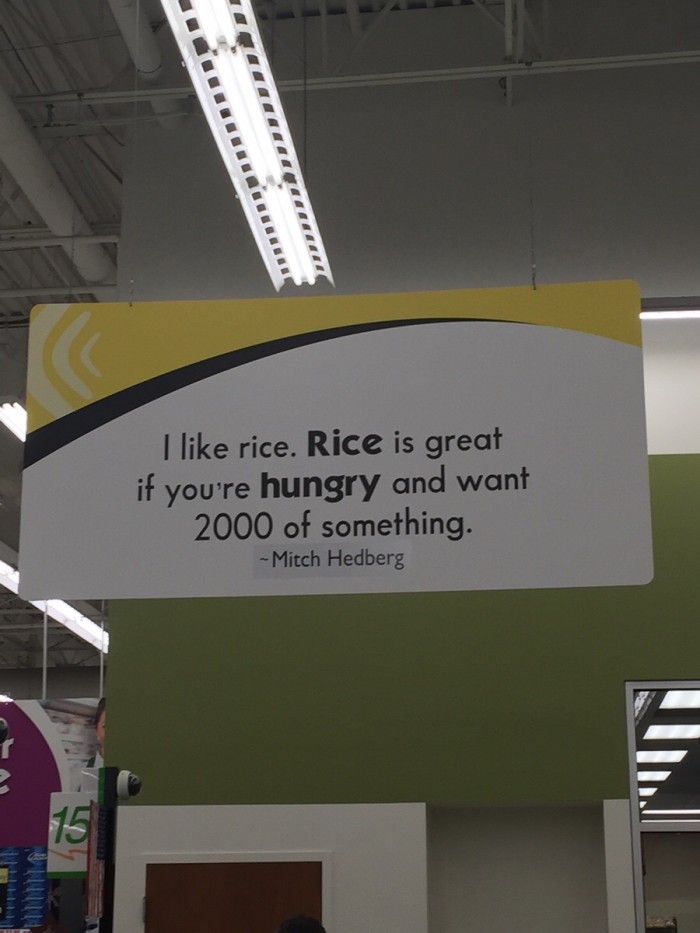 I like rice. Rice is great
if you're hungry and want
2000 of something.
~Mitch Hedberg
15